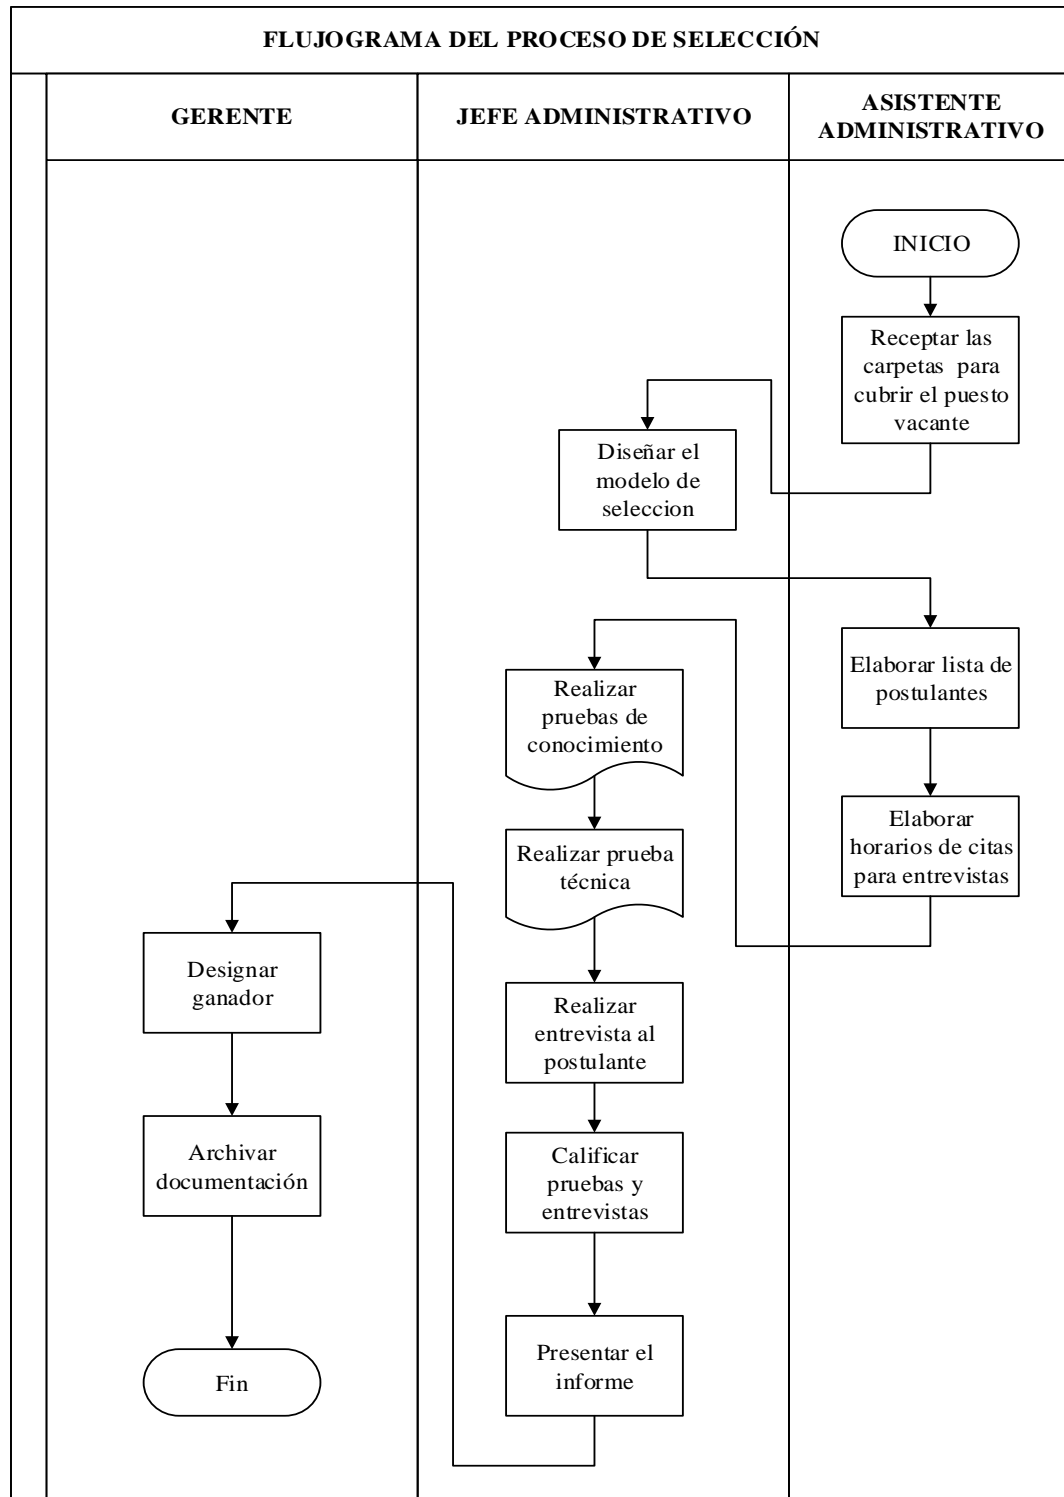 FLUJOGRAMA DEL PROCESO DE SELECCIÓN
GERENTE
JEFE ADMINISTRATIVO
ASISTENTE
ADMINISTRATIVO
INICIO
Receptar las
carpetas para
cubrir el puesto
vacante
Diseñar el
modelo de
seleccion
Elaborar lista de
postulantes
Elaborar
horarios de citas
para entrevistas
Realizar
pruebas de
conocimiento
Realizar prueba
técnica
Realizar
entrevista al
postulante
Calificar
pruebas y
entrevistas
Presentar el
informe
Designar
ganador
Archivar
documentación
Fin